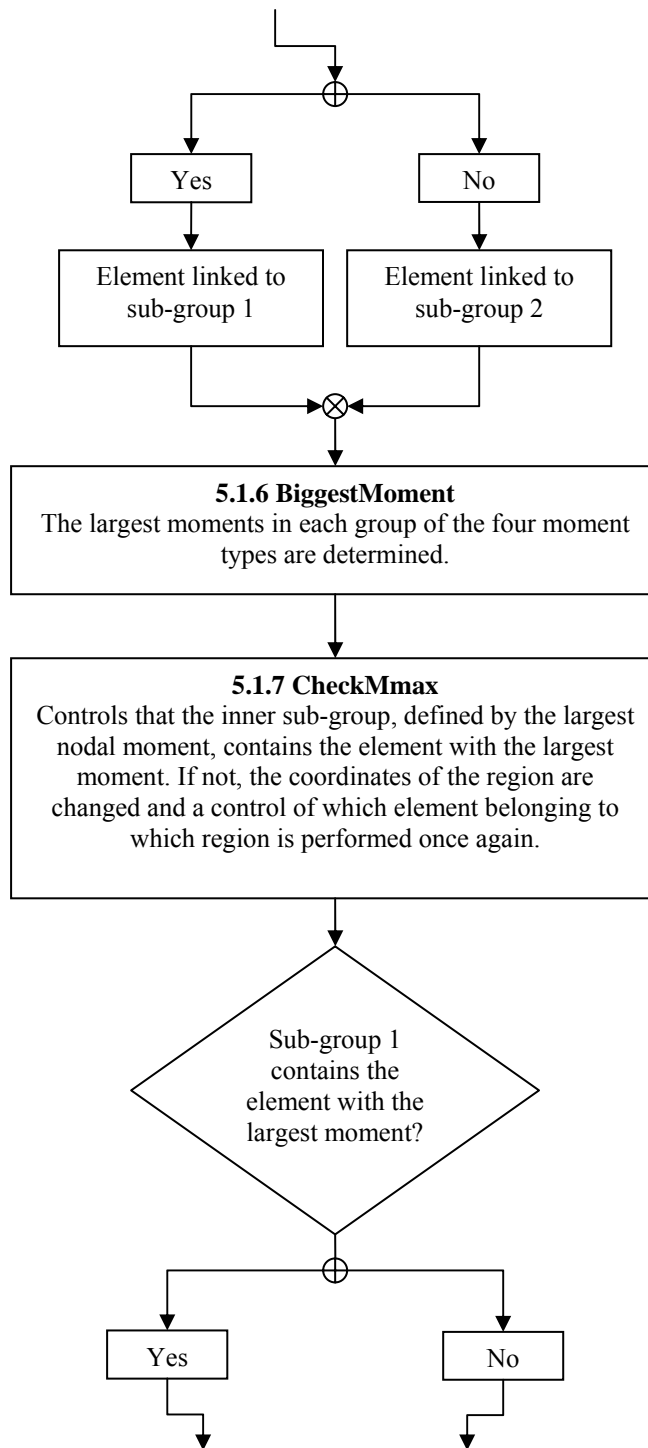 Yes
No
Element linked to
sub-group 1
Element linked to
sub-group 2
5.1.6 BiggestMoment
The largest moments in each group of the four moment
types are determined.
5.1.7 CheckMmax
Controls that the inner sub-group, defined by the largest
nodal moment, contains the element with the largest
moment. If not, the coordinates of the region are
changed and a control of which element belonging to
which region is performed once again.
Sub-group 1
contains the
element with the
largest moment?
Yes
No